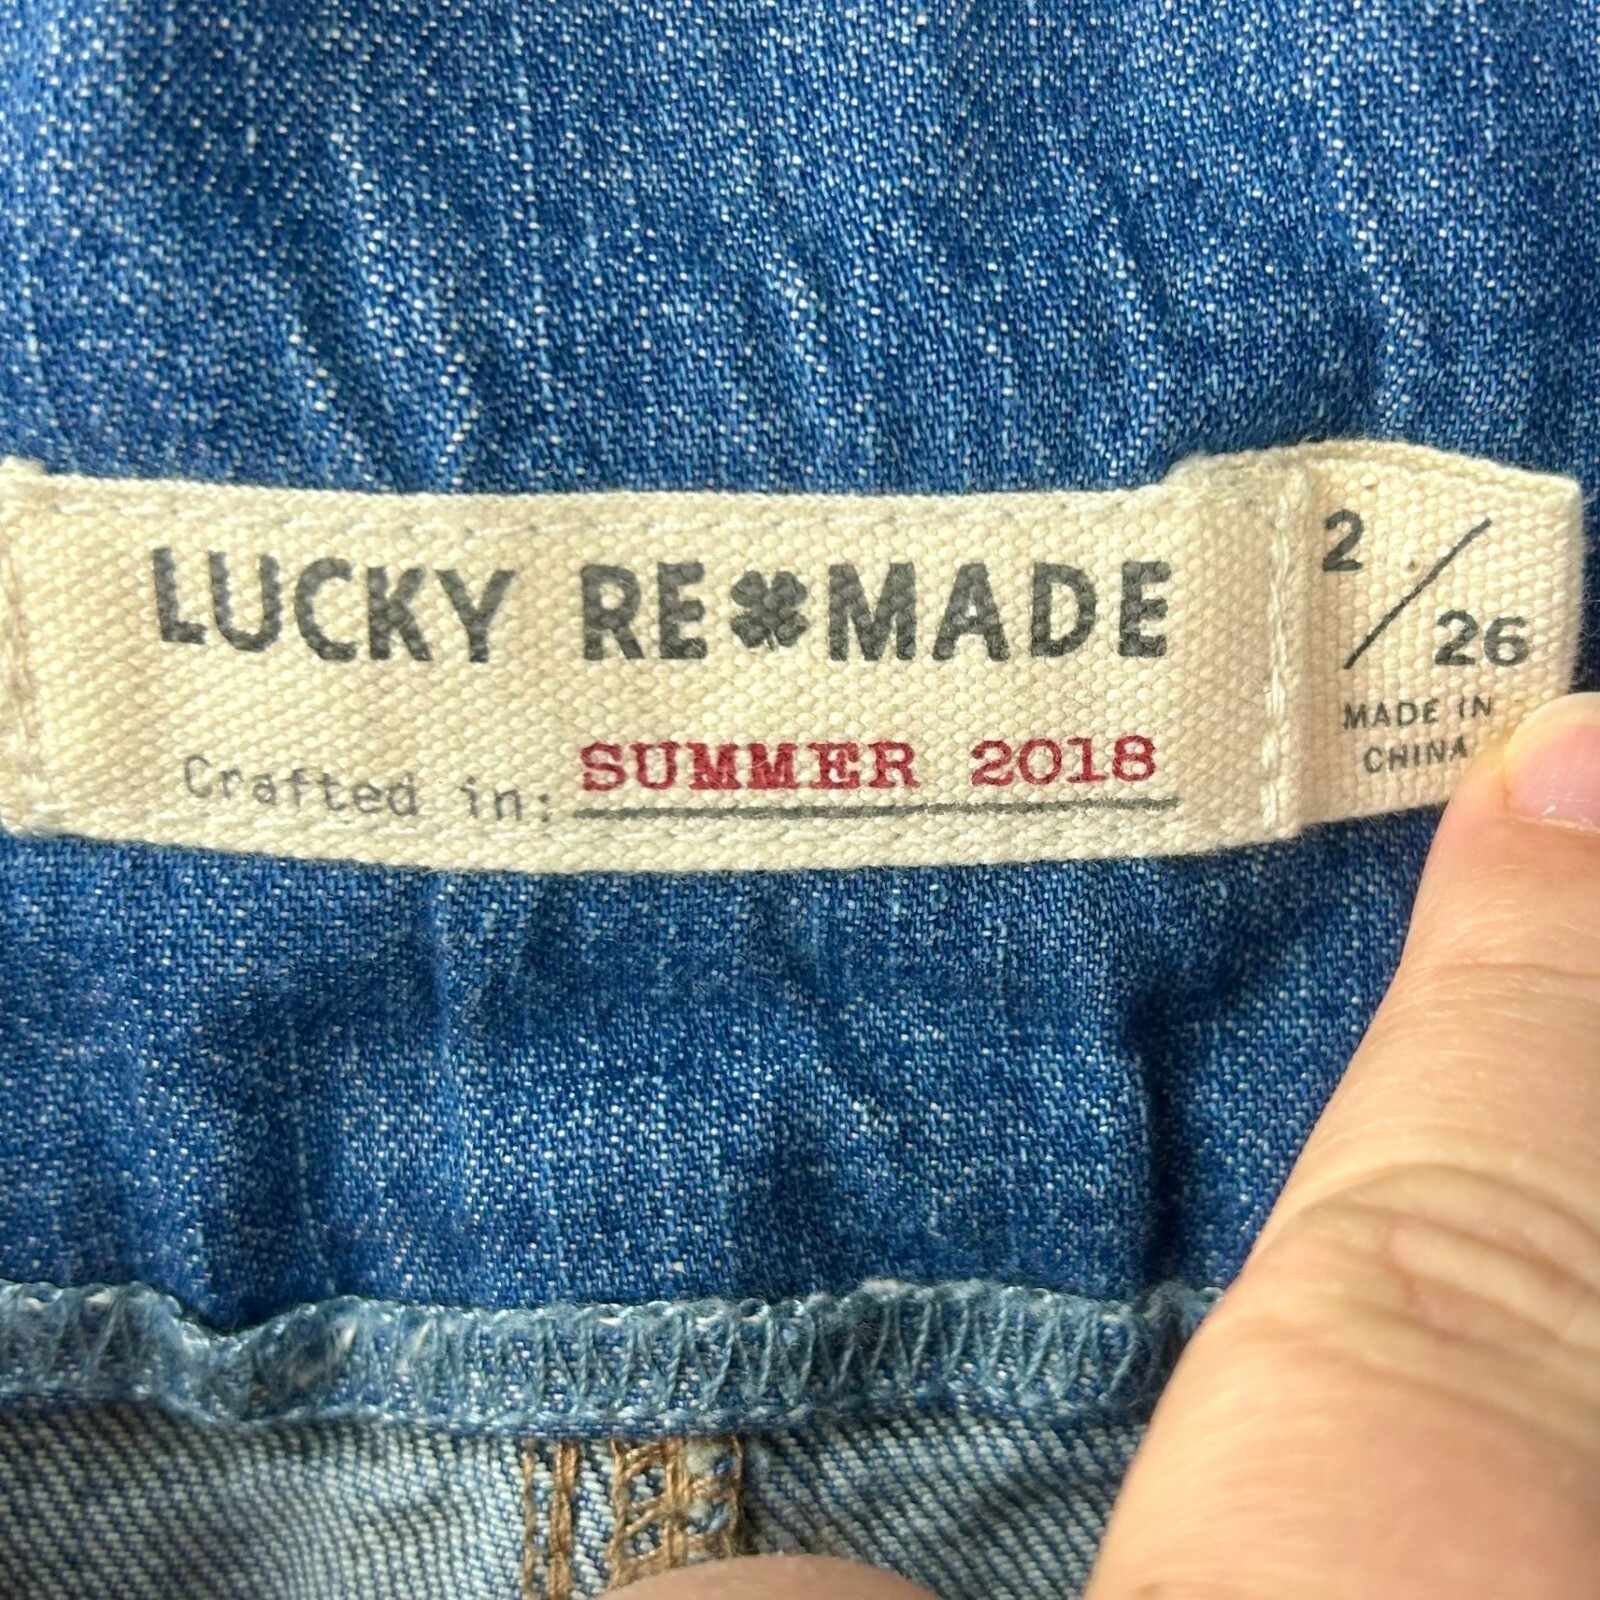 LUCKY RE MADE
Crafted in: SUMMER 2018
2/26
MADE IN
CHINA